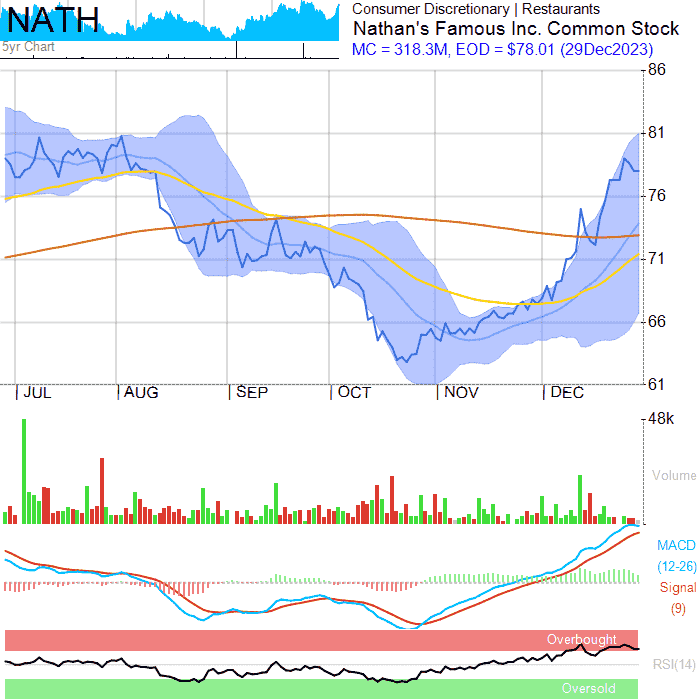 NATH
5yr Chart
Consumer Discretionary | Restaurants
Nathan's Famous Inc. Common Stock
MC = 318.3M, EOD = $78.01 (29Dec2023)
86
81
76
71
66
61
JUL
AUG
SEP
OCT
NOV
DEC
48k
Volume
MACD
(12-26)
Signal
(9)
Overbought
RSI(14)
Oversold